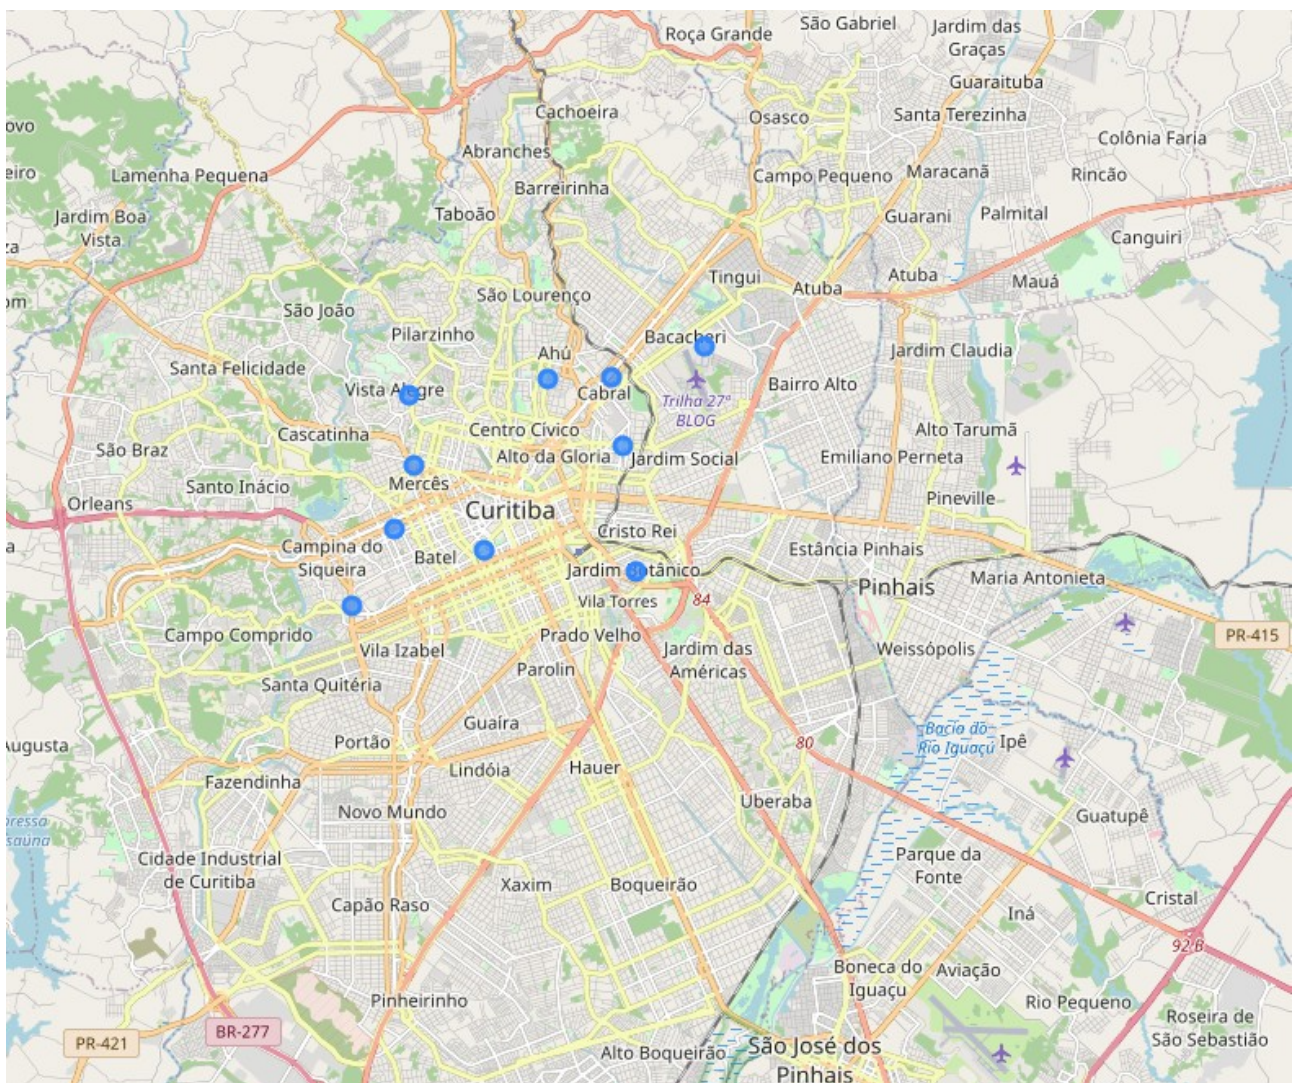 São Gabriel
Roça Grande
Jardim das
Graças
Guaraituba
Cachoeira
Osasco
Santa Terezinha
ovo
Colônia Faria
Abranches
eiro
Lamenha Pequena
Campo Pequeno
Maracanã
Rincão
Barreirinha
Jardim Boa
Vista
Taboão
Guarani
Palmital
Canguiri
za
Tingui
Atuba
Atuba
Mauá
om
São Lourenço
São João
Pilarzinho
Bacacheri
Ahú
Jardim Claudia
Santa Felicidade
Vista Alegre
Cabral
Bairro Alto
Trilha 27ª
BLOG
Cascatinha
Centro Cívico
Alto Tarumã
São Braz
Alto da Gloria
Jardim Social
Emiliano Perneta
Santo Inácio
Mercês
Orleans
Pineville
Curitiba
Cristo Rei
a
Campina do
Siqueira
Batel
Estância Pinhais
Jardim Botânico
Pinhais
Maria Antonieta
Vila Torres
84
Campo Comprido
Prado Velho
PR-415
Vila Izabel
Jardim das
Américas
Weissópolis
Parolin
Santa Quitéria
Guaíra
Bacia do
Rio Iguaçú
Augusta
Portão
80
Ipê
Lindóia
Hauer
Fazendinha
Uberaba
Novo Mundo
Guatupê
pressa
saúna
Cidade Industrial
de Curitiba
Parque da
Fonte
Xaxim
Boqueirão
Cristal
Capão Raso
Iná
92 B
Boneca do
Iguaçu
Aviação
Pinheirinho
Rio Pequeno
Roseira de
São Sebastião
BR-277
PR-421
Alto Boqueirão
São José dos
Pinhais